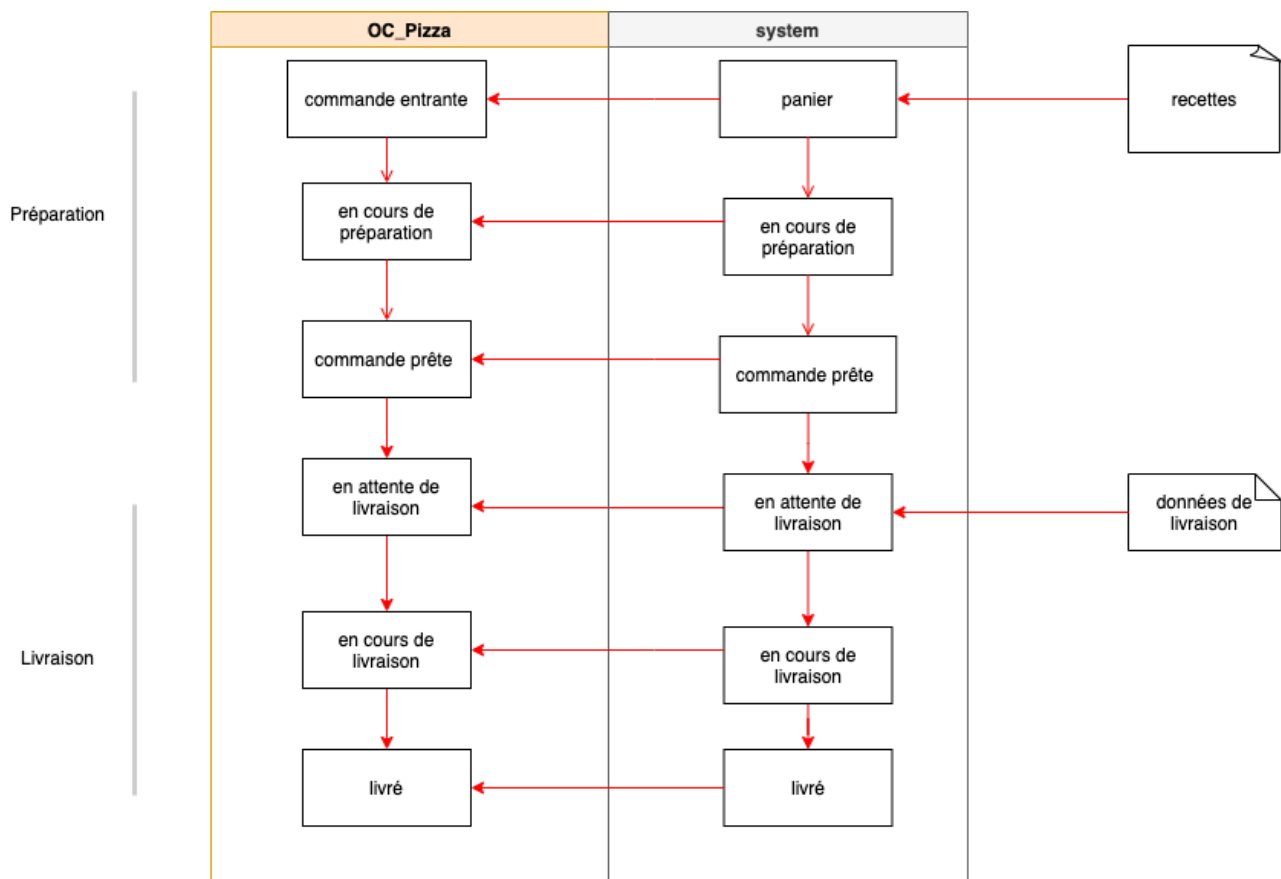 OC_Pizza
system
commande entrante
panier
recettes
Préparation
en cours de
préparation
en cours de
préparation
commande prête
commande prête
en attente de
livraison
en attente de
livraison
données de
livraison
Livraison
en cours de
livraison
en cours de
livraison
livré
livré